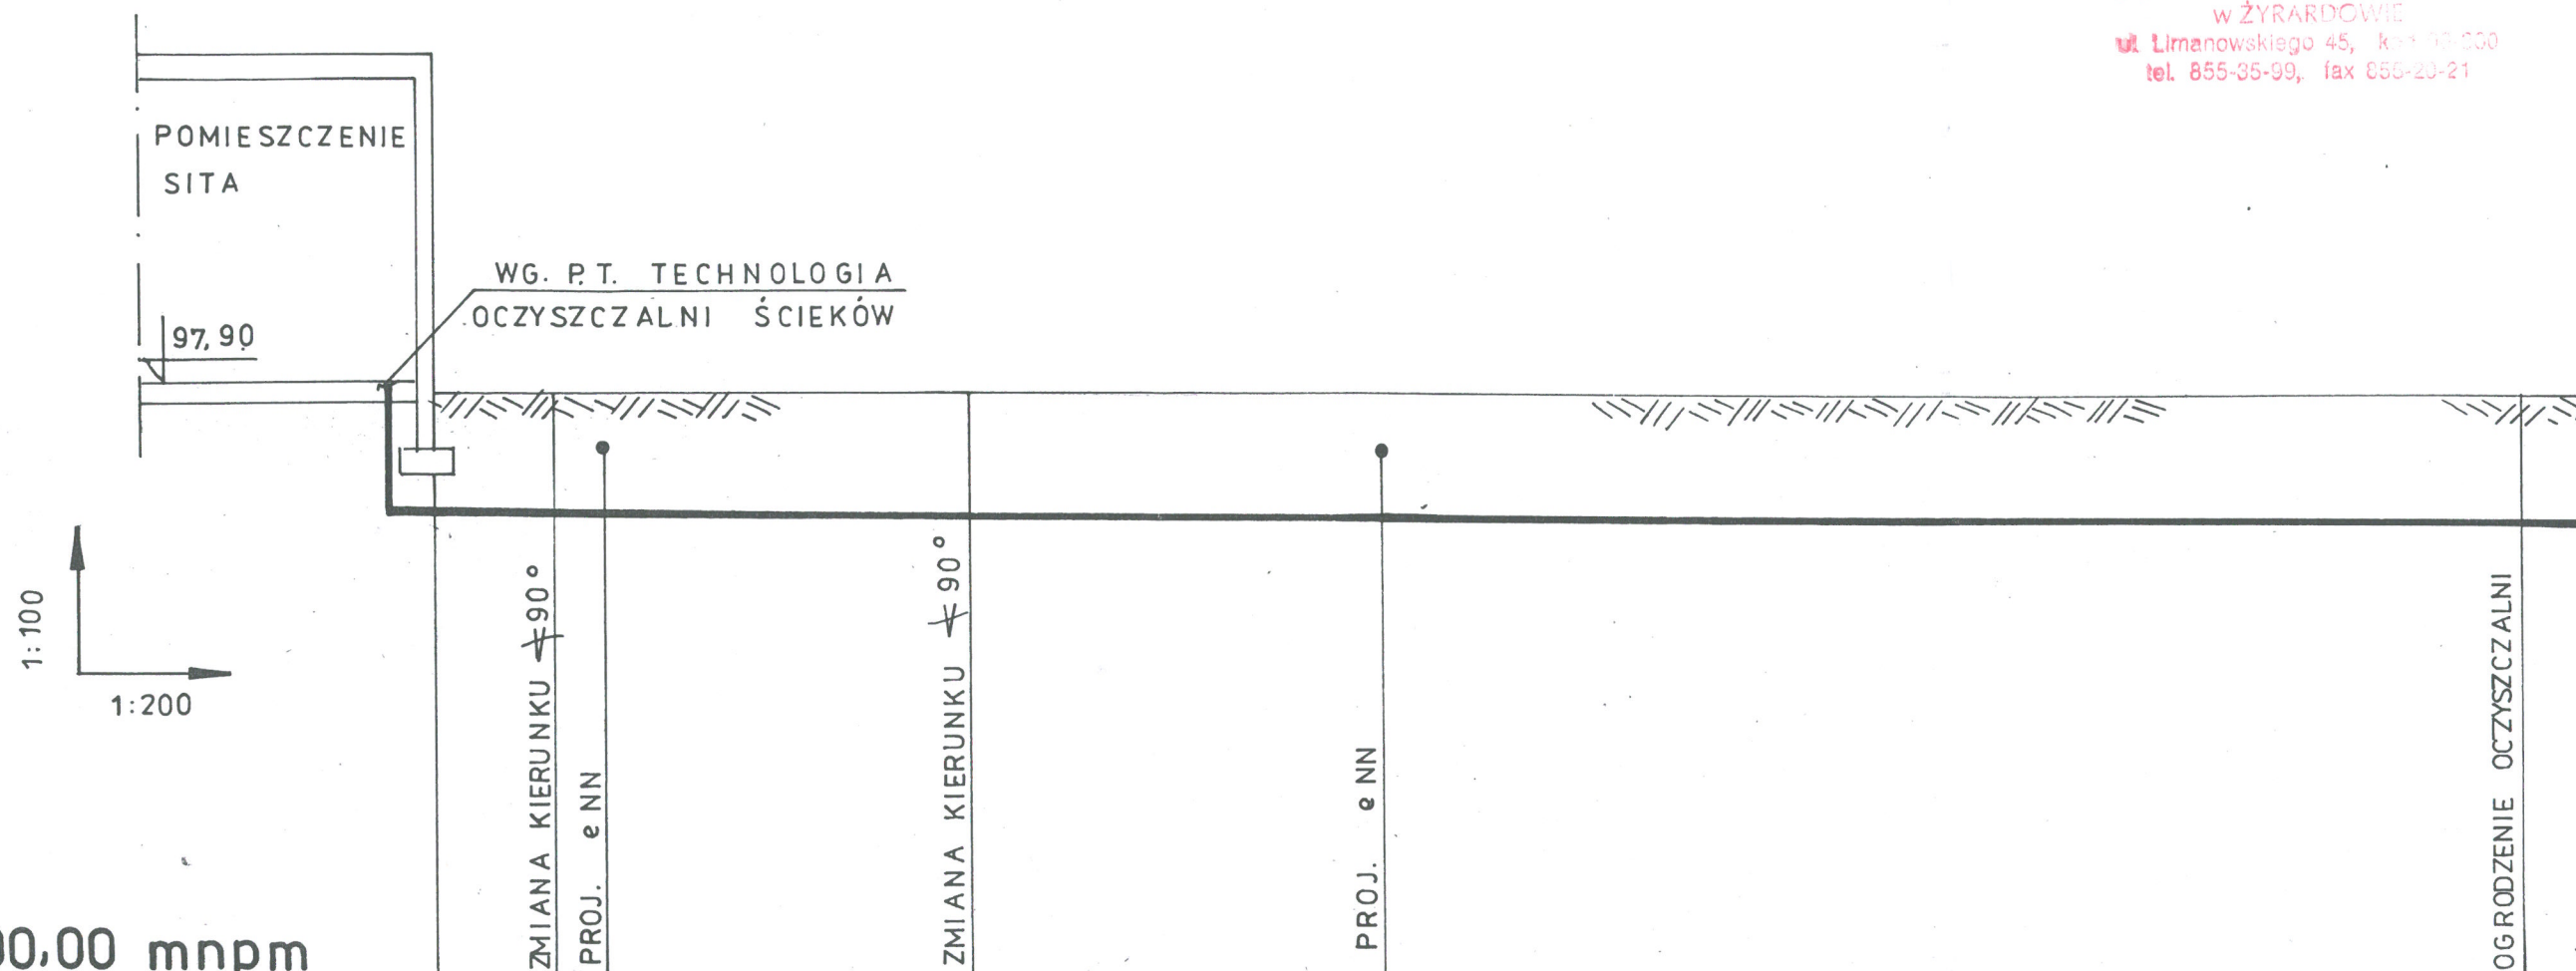 w ŻYRARDOWIE
ul. Limanowskiego 45,
tel. 855-35-99, fax 855-20-21
POMIESZCZENIE
SITA
WG. P.T. TECHNOLOGIA
OCZYSZCZALNI ŚCIEKÓW
97,90
1:100
1:200
ZMIANA KIERUNKU ∢90°
PROJ. e NN
ZMIANA KIERUNKU ∢90°
PROJ. e NN
OGRODZENIE OCZYSZCZALNI
00,00 mnpm